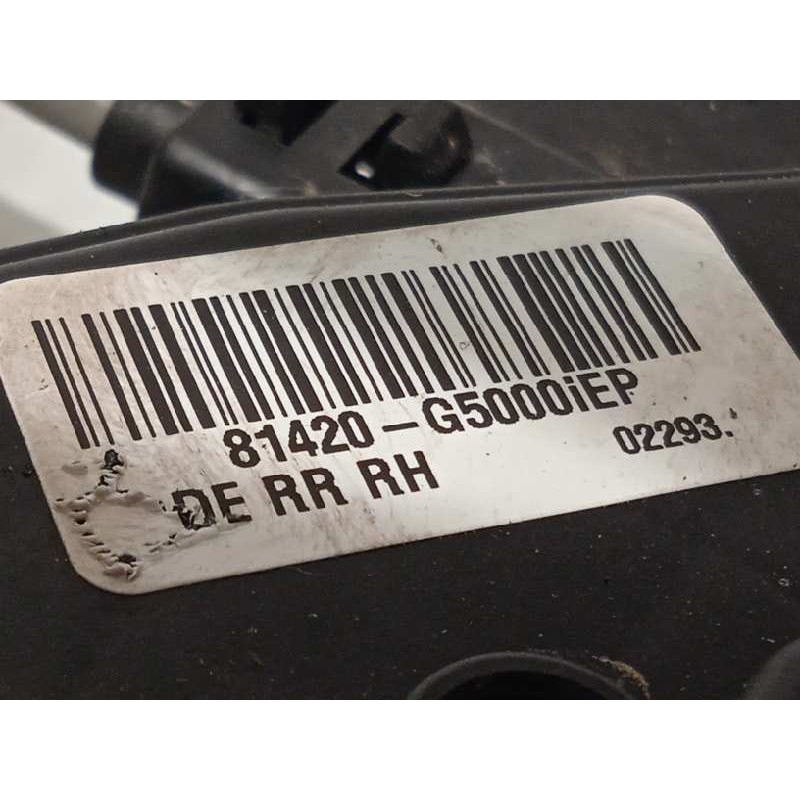 81420-G5000iEP
DE RR RH
02293.